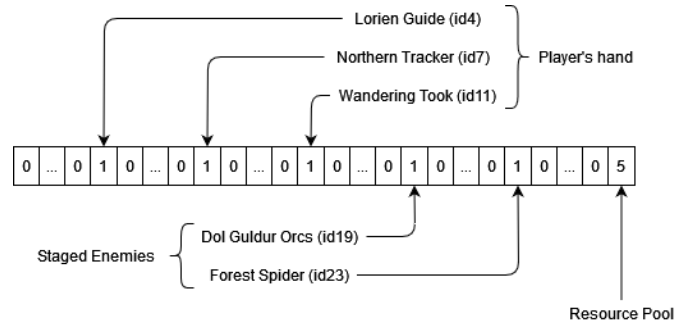 Lorien Guide (id4)
Northern Tracker (id7)
Player's hand
Wandering Took (id11)
0 ... 0 1 0 ... 0 1 0 ... 0 1 0 ... 0 1 0 ... 0 1 0 ... 0 5
Dol Guldur Orcs (id19)
Staged Enemies
Forest Spider (id23)
Resource Pool